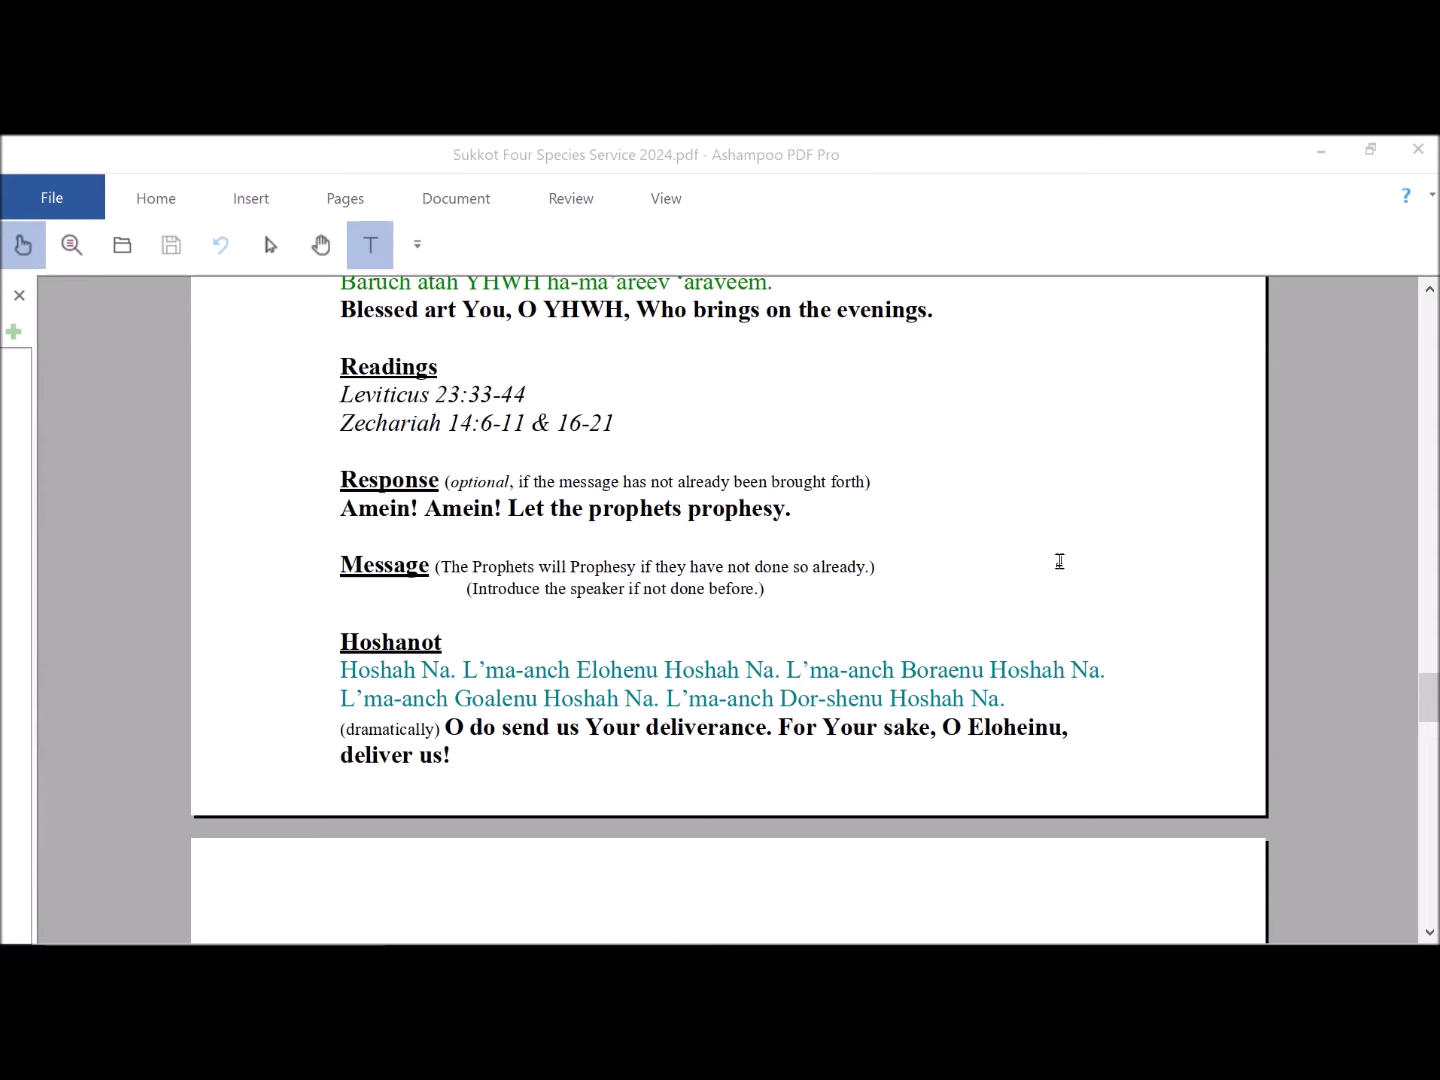 Sukkot Four Species Service 2024.pdf - Ashampoo PDF Pro
File Home Insert Pages Document Review View ?
T
Baruch atah YHWH ha-ma’areev ‘araveem.
Blessed art You, O YHWH, Who brings on the evenings.
Readings
Leviticus 23:33-44
Zechariah 14:6-11 & 16-21
Response (optional, if the message has not already been brought forth)
Amein! Amein! Let the prophets prophesy.
Message (The Prophets will Prophesy if they have not done so already.)
(Introduce the speaker if not done before.)
Hoshanot
Hoshah Na. L’ma-anch Elohenu Hoshah Na. L’ma-anch Boraenu Hoshah Na.
L’ma-anch Goalenu Hoshah Na. L’ma-anch Dor-shenu Hoshah Na.
(dramatically) O do send us Your deliverance. For Your sake, O Eloheinu,
deliver us!